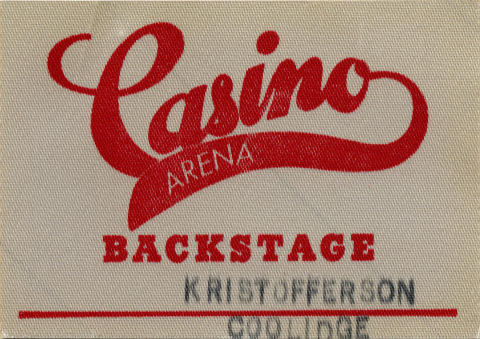 Casino
ARENA
BACKSTAGE
KRISTOFFERSON
COOLIDGE